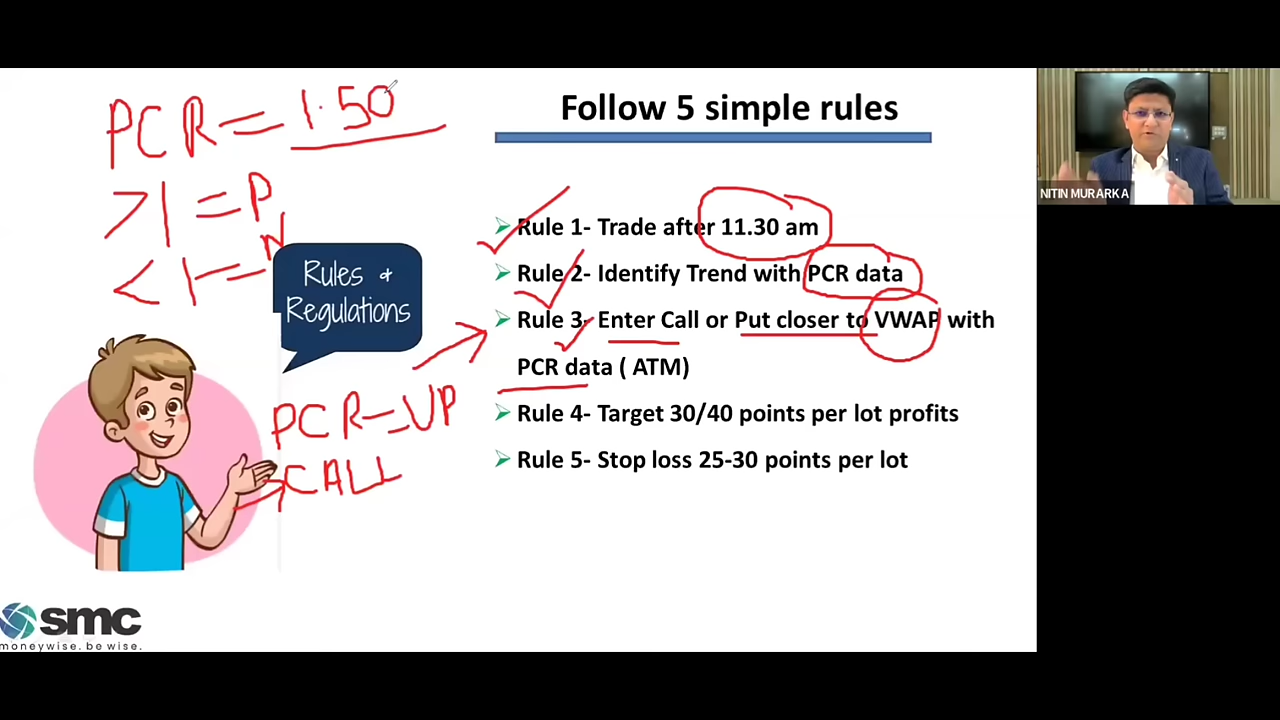 PCR = 1.50
>1 = P
<1 = N
Rules &
Regulations
PCR = UP
CALL
Follow 5 simple rules
Rule 1- Trade after 11.30 am
Rule 2- Identify Trend with PCR data
Rule 3- Enter Call or Put closer to VWAP with
PCR data ( ATM)
Rule 4- Target 30/40 points per lot profits
Rule 5- Stop loss 25-30 points per lot
NITIN MURARKA
smc
moneywise. be wise.